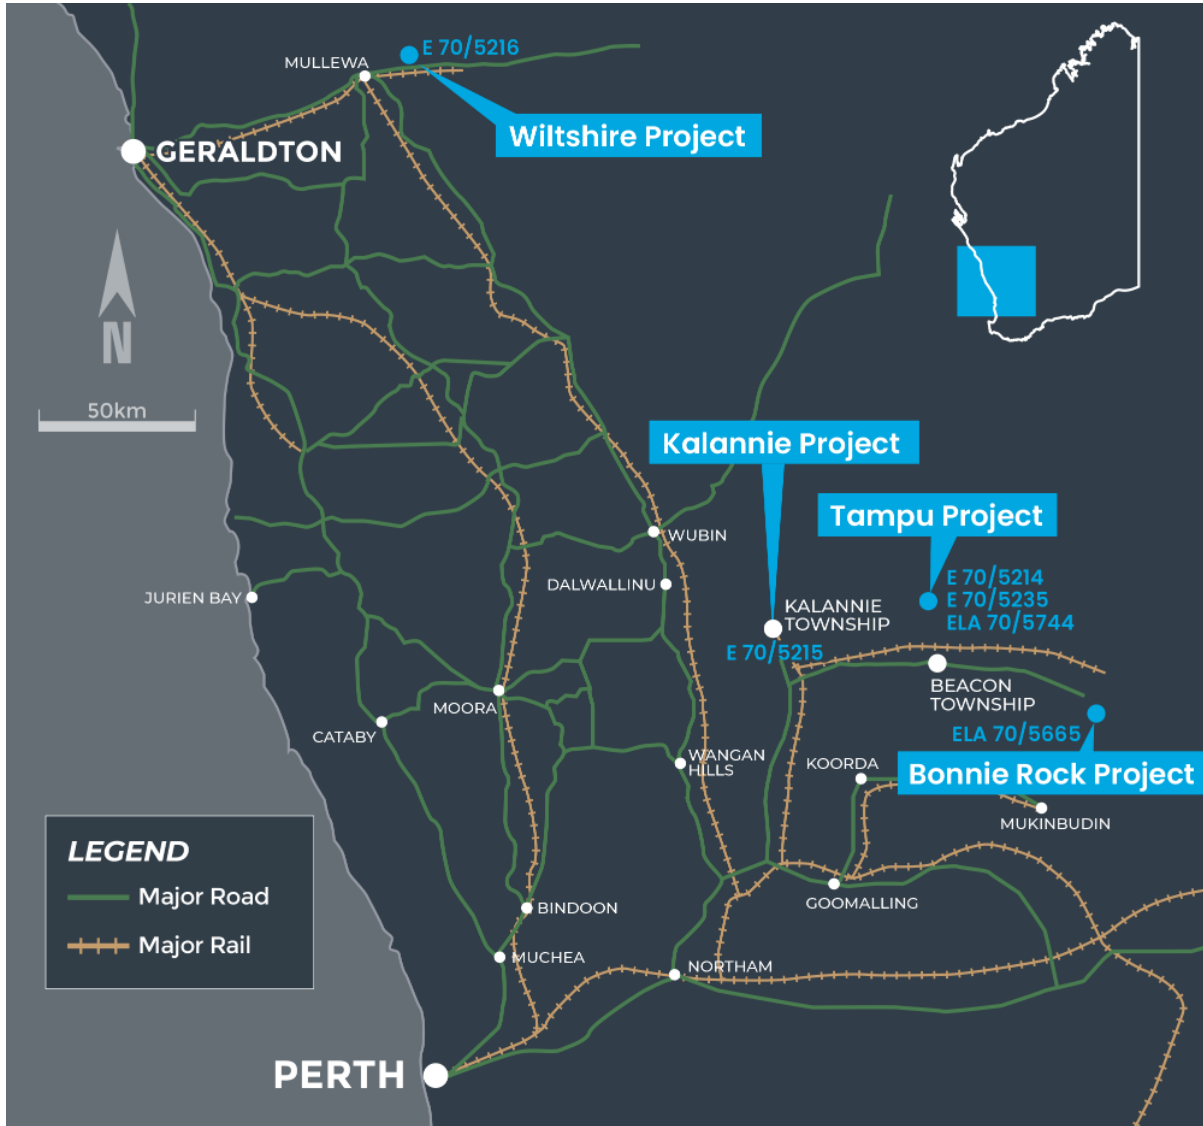 E 70/5216
MULLEWA
Wiltshire Project
GERALDTON
N
50km
Kalannie Project
Tampu Project
WUBIN
E 70/5214
E 70/5235
ELA 70/5744
DALWALLINU
JURIEN BAY
KALANNIE
TOWNSHIP
E 70/5215
BEACON
TOWNSHIP
MOORA
CATABY
ELA 70/5665
WANGAN
HILLS
KOORDA
Bonnie Rock Project
MUKINBUDIN
LEGEND
Major Road
Major Rail
GOOMALLING
BINDOON
MUCHEA
NORTHAM
PERTH